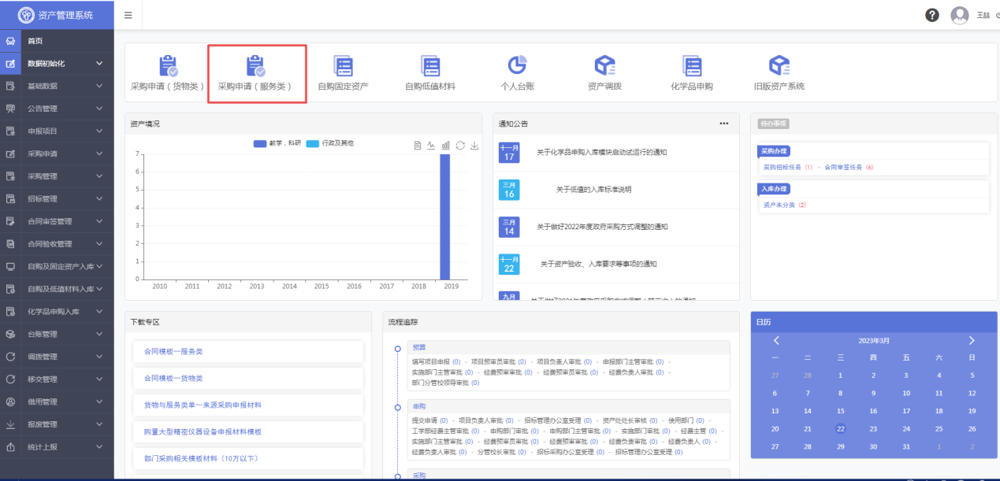 资产管理系统
王喆
首页
数据初始化
基础数据
公告管理
申报项目
采购申请
采购管理
招标管理
合同审签管理
合同验收管理
自购及固定资产入库
自购及低值材料入库
化学品申购入库
台账管理
调拨管理
移交管理
借用管理
报废管理
统计上报
采购申请（货物类）
采购申请（服务类）
自购固定资产
自购低值材料
个人台账
资产调拨
化学品申购
旧版资产系统
资产境况
教学，科研 行政及其他
7
6
5
4
3
2
1
0
2010 2011 2012 2013 2014 2015 2016 2017 2018 2019
通知公告
十一月
17
关于化学品申购入库模块启动试运行的通知
三月
16
关于低值的入库标准说明
三月
14
关于做好2022年度政府采购方式调整的通知
十一月
22
关于资产验收、入库要求等事项的通知
九月
待办事项
采购办理
采购招标任务（1） - 合同审签任务（6）
入库办理
资产未分类（2）
下载专区
合同模板一服务类
合同模板一货物类
货物与服务类单一来源采购申报材料
购置大型精密仪器设备申报材料模板
部门采购相关模板材料（10万以下）
流程追踪
预算
填写项目申报 (0) - 项目预审员审批 (0) - 项目负责人审批 (0) - 申报部门主管审批 (0) -
实施部门主管审批 (0) - 经费预审审批 (0) - 经费预审员审批 (0) - 经费负责人审批 (0) -
部门分管校领导审批 (0)
申购
提交申请 (0) - 项目负责人审批 (0) - 招标管理办公室受理 (0) - 资产处处长审核 (0) - 使用部门 (0) -
工学部经费主管审批 (0) - 申购部门审批 (0) - 申购部门主管审批 (0) - 实施部门审批 (0) - 经费主管 (0) -
实施部门主管审批 (0) - 经费预审员审批 (0) - 经费预审审批 (0) - 经费负责审批 (0) - 经费负责人 (0) -
经费负责人审批 (0) - 分管校长审批 (0) - 招标采购办公室受理 (0) - 招标管理办公室受理 (0)
采购
日历
2023年3月
一 二 三 四 五 六 日
27 28 1 2 3 4 5
6 7 8 9 10 11 12
13 14 15 16 17 18 19
20 21 22 23 24 25 26
27 28 29 30 31 1 2